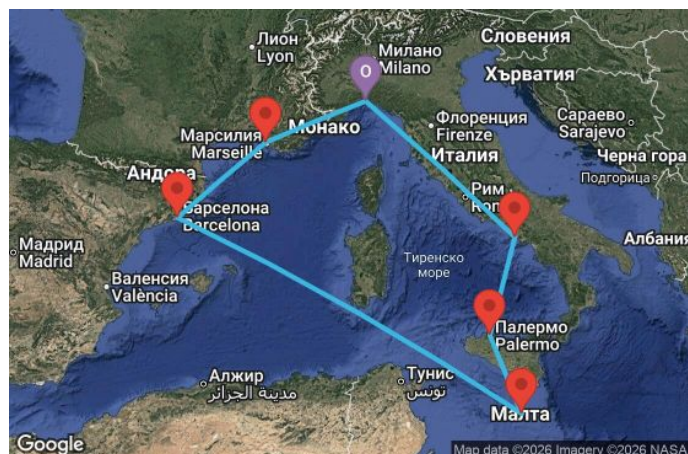 Словения
Лион
Lyon
Милано
Milano
O
Хърватия
Марсилия
Marseille
Монако
Флоренция
Firenze
Сараево
Sarajevo
Италия
Черна гора
Подгорица
Андора
Рим
Барселона
Barcelona
Мадрид
Madrid
Албания
Тиренско
море
Валенсия
València
Палермо
Palermo
Алжир
مدينة الجزائر
Тунис
تونس
Малта
Google
Map data ©2026 Imagery ©2026 NASA